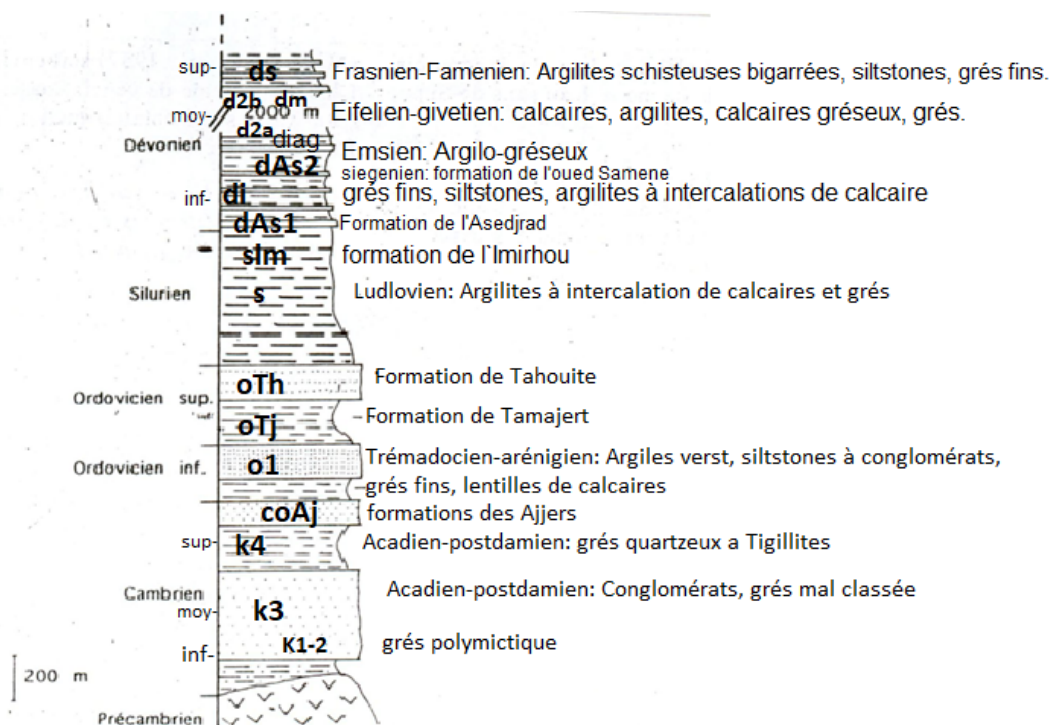 sup- ds Frasnien-Famenien: Argilites schisteuses bigarrées, siltstones, grés fins.
d2b dm
moy- 2000 m Eifelien-givetien: calcaires, argilites, calcaires gréseux, grés.
d2a
Dévonien diag Emsien: Argilo-gréseux
dAs2 siegenien: formation de l'oued Samene
inf- di grés fins, siltstones, argilites à intercalations de calcaire
dAs1 Formation de l'Asedjrad
sIm formation de l`Imirhou
Silurien s Ludlovien: Argilites à intercalation de calcaires et grés
oTh Formation de Tahouite
Ordovicien sup.
oTj Formation de Tamajert
Ordovicien inf. o1 Trémadocien-arénigien: Argiles verst, siltstones à conglomérats,
grés fins, lentilles de calcaires
coAj formations des Ajjers
sup- k4 Acadien-postdamien: grés quartzeux a Tigillites
Cambrien Acadien-postdamien: Conglomérats, grés mal classée
moy- k3
inf- K1-2 grés polymictique
200 m
Précambrien